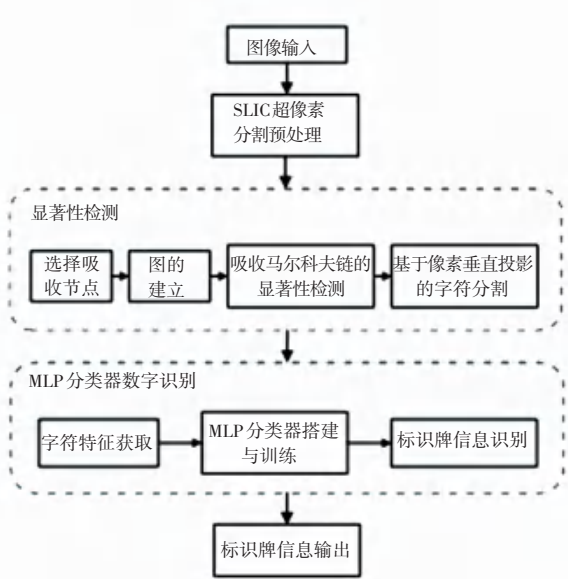 图像输入
SLIC超像素
分割预处理
显著性检测
选择吸
收节点
图的
建立
吸收马尔科夫链的
显著性检测
基于像素垂直投影
的字符分割
MLP分类器数字识别
字符特征获取
MLP分类器搭建
与训练
标识牌信息识别
标识牌信息输出